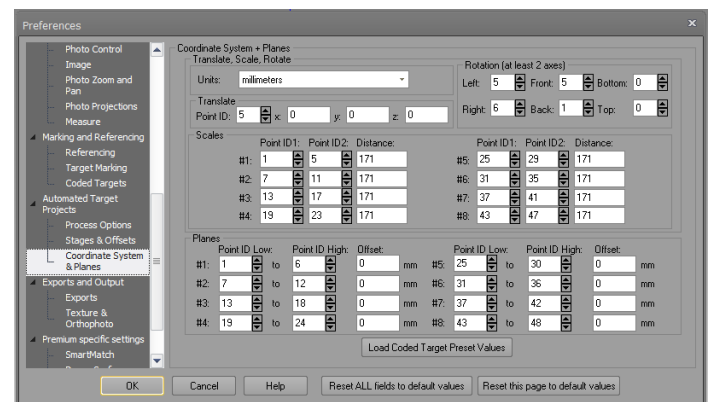 Preferences
Photo Control
Image
Photo Zoom and
Pan
Photo Projections
Measure
Marking and Referencing
Referencing
Target Marking
Coded Targets
Automated Target
Projects
Process Options
Stages & Offsets
Coordinate System
& Planes
Exports and Output
Exports
Texture &
Orthophoto
Premium specific settings
SmartMatch
Coordinate System + Planes
Translate, Scale, Rotate
Units: millimeters
Rotation (at least 2 axes)
Left: 5 Front: 5 Bottom: 0
Right: 6 Back: 1 Top: 0
Translate
Point ID: 5 x: 0 y: 0 z: 0
Scales
Point ID1: Point ID2: Distance: Point ID1: Point ID2: Distance:
#1: 1 5 171 #5: 25 29 171
#2: 7 11 171 #6: 31 35 171
#3: 13 17 171 #7: 37 41 171
#4: 19 23 171 #8: 43 47 171
Planes
Point ID Low: Point ID High: Offset: Point ID Low: Point ID High: Offset:
#1: 1 to 6 0 mm #5: 25 to 30 0 mm
#2: 7 to 12 0 mm #6: 31 to 36 0 mm
#3: 13 to 18 0 mm #7: 37 to 42 0 mm
#4: 19 to 24 0 mm #8: 43 to 48 0 mm
Load Coded Target Preset Values
OK Cancel Help Reset ALL fields to default values Reset this page to default values